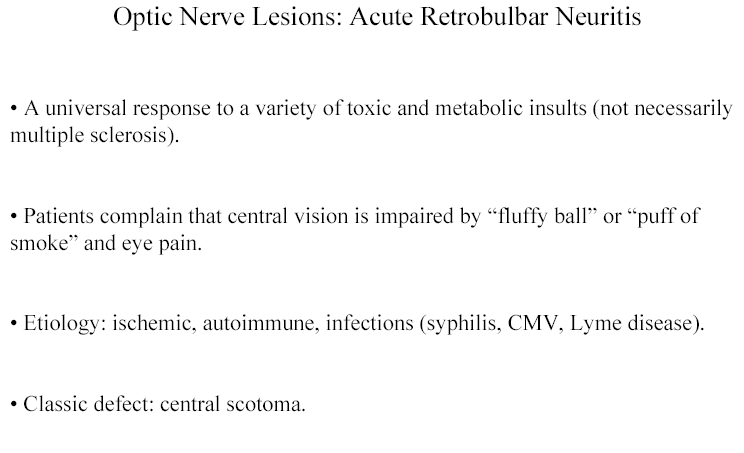 Optic Nerve Lesions: Acute Retrobulbar Neuritis
• A universal response to a variety of toxic and metabolic insults (not necessarily
multiple sclerosis).
• Patients complain that central vision is impaired by “fluffy ball” or “puff of
smoke” and eye pain.
• Etiology: ischemic, autoimmune, infections (syphilis, CMV, Lyme disease).
• Classic defect: central scotoma.